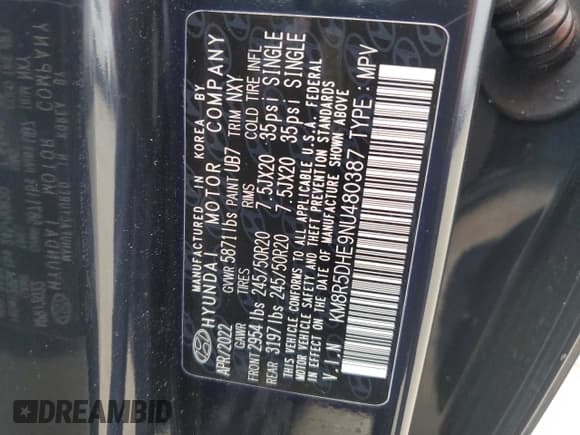 MANUFACTURED IN KOREA BY
HYUNDAI MOTOR COMPANY
APR/2022 GVWR 5871lbs PAINT UB7 TRIM NXY
GAWR TIRES RIMS COLD TIRE INFL
FRONT 2954 lbs 245/50R20 7.5JX20 35psi SINGLE
REAR 3197 lbs 245/50R20 7.5JX20 35psi SINGLE
THIS VEHICLE CONFORMS TO ALL APPLICABLE U.S.A. FEDERAL
MOTOR VEHICLE SAFETY AND THEFT PREVENTION STANDARDS
IN EFFECT ON THE DATE OF MANUFACTURE SHOWN ABOVE
V.I.N KM8R5DHE9NU480387 TYPE : MPV
DREAMBID